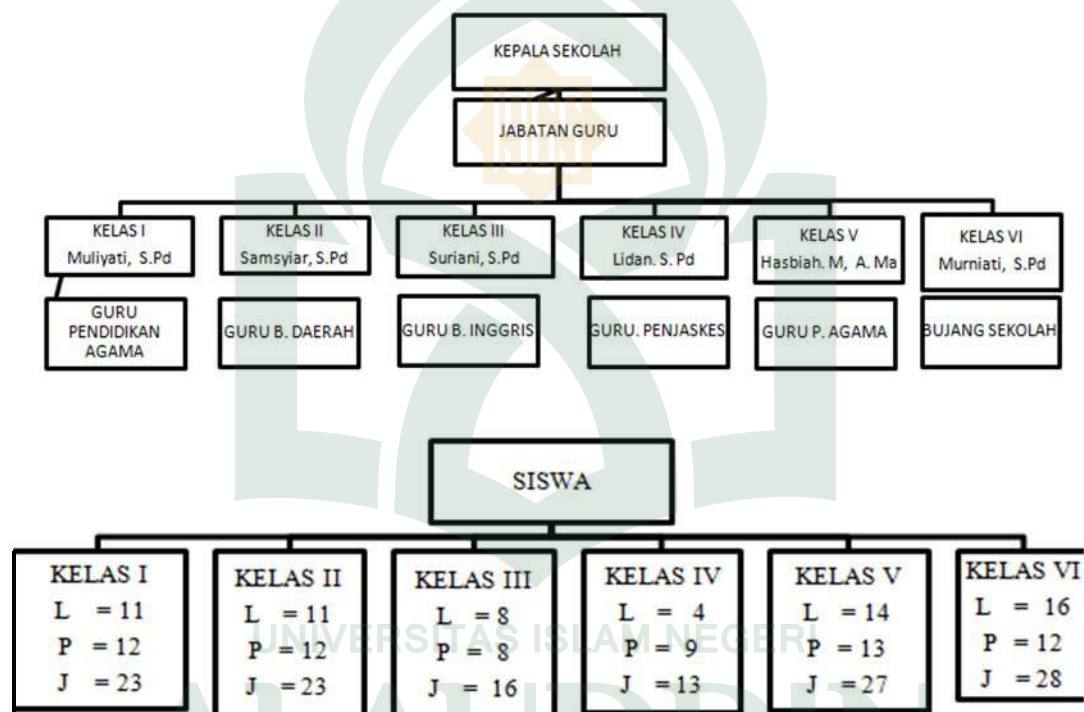 KEPALA SEKOLAH
JABATAN GURU
KELAS I
Muliyati, S.Pd
KELAS II
Samsyiar, S.Pd
KELAS III
Suriani, S.Pd
KELAS IV
Lidan. S. Pd
KELAS V
Hasbiah. M, A. Ma
KELAS VI
Murniati, S.Pd
GURU
PENDIDIKAN
AGAMA
GURU B. DAERAH
GURU B. INGGRIS
GURU. PENJASKES
GURU P. AGAMA
BUJANG SEKOLAH
SISWA
KELAS I
L = 11
P = 12
J = 23
KELAS II
L = 11
P = 12
J = 23
KELAS III
L = 8
P = 8
J = 16
KELAS IV
L = 4
P = 9
J = 13
KELAS V
L = 14
P = 13
J = 27
KELAS VI
L = 16
P = 12
J = 28
UNIVERSITAS ISLAM NEGERI